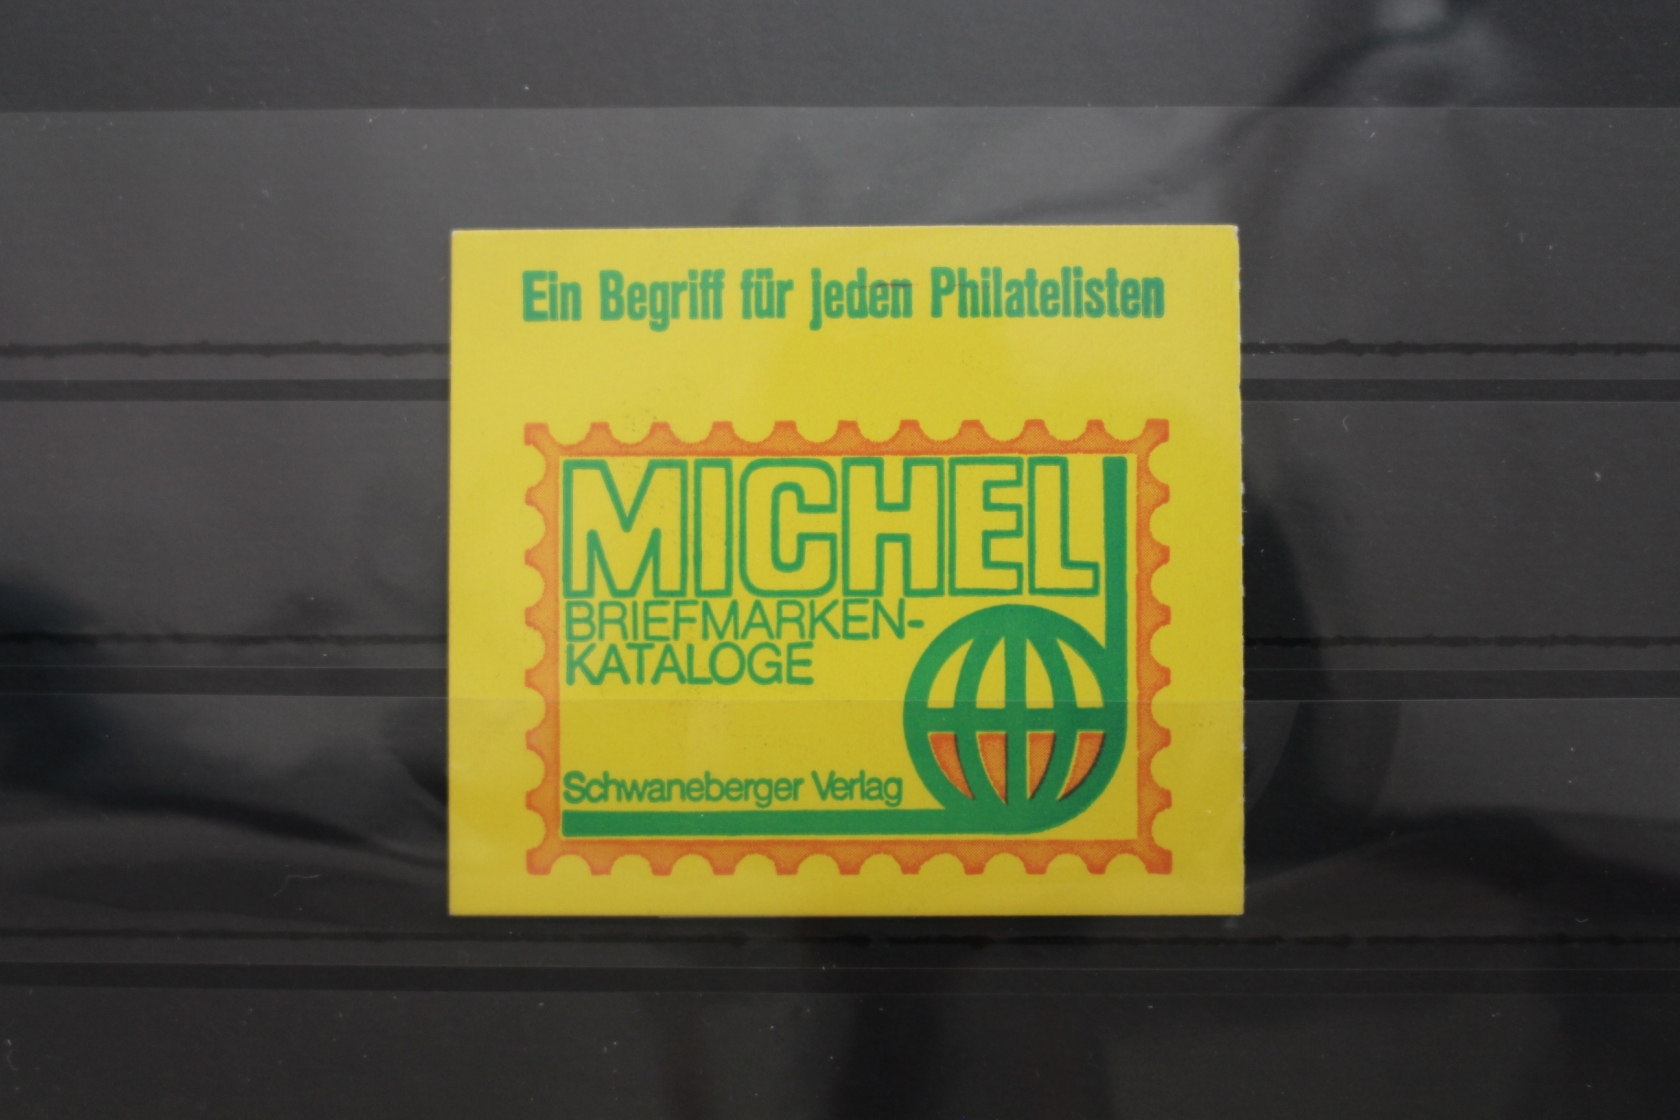 Ein Begriff für jeden Philatelisten
MICHEL
BRIEFMARKEN-
KATALOGE
Schwaneberger Verlag